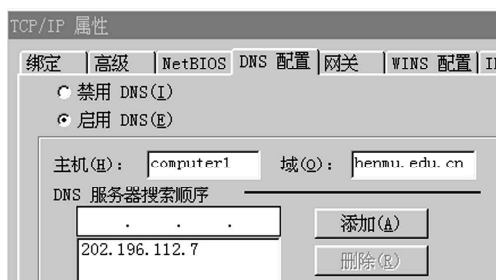 TCP/IP 属性
绑定 高级 NetBIOS DNS 配置 网关 WINS 配置
禁用 DNS(I)
启用 DNS(E)
主机(H): computer1 域(O): henmu.edu.cn
DNS 服务器搜索顺序
. . . 添加(A)
202.196.112.7
删除(R)